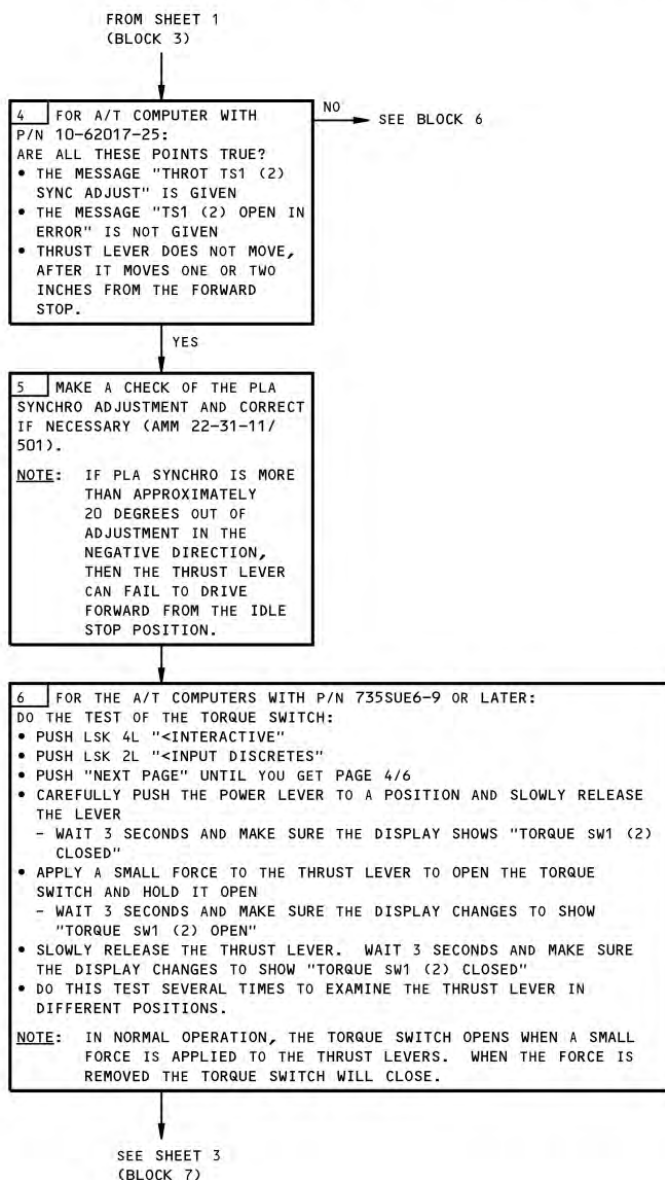 FROM SHEET 1
(BLOCK 3)
4 FOR A/T COMPUTER WITH
P/N 10-62017-25:
ARE ALL THESE POINTS TRUE?
• THE MESSAGE "THROT TS1 (2)
SYNC ADJUST" IS GIVEN
• THE MESSAGE "TS1 (2) OPEN IN
ERROR" IS NOT GIVEN
• THRUST LEVER DOES NOT MOVE,
AFTER IT MOVES ONE OR TWO
INCHES FROM THE FORWARD
STOP.
NO
SEE BLOCK 6
YES
5 MAKE A CHECK OF THE PLA
SYNCHRO ADJUSTMENT AND CORRECT
IF NECESSARY (AMM 22-31-11/
501).
NOTE: IF PLA SYNCHRO IS MORE
THAN APPROXIMATELY
20 DEGREES OUT OF
ADJUSTMENT IN THE
NEGATIVE DIRECTION,
THEN THE THRUST LEVER
CAN FAIL TO DRIVE
FORWARD FROM THE IDLE
STOP POSITION.
6 FOR THE A/T COMPUTERS WITH P/N 735SUE6-9 OR LATER:
DO THE TEST OF THE TORQUE SWITCH:
• PUSH LSK 4L "<INTERACTIVE"
• PUSH LSK 2L "<INPUT DISCRETES"
• PUSH "NEXT PAGE" UNTIL YOU GET PAGE 4/6
• CAREFULLY PUSH THE POWER LEVER TO A POSITION AND SLOWLY RELEASE
THE LEVER
- WAIT 3 SECONDS AND MAKE SURE THE DISPLAY SHOWS "TORQUE SW1 (2)
CLOSED"
• APPLY A SMALL FORCE TO THE THRUST LEVER TO OPEN THE TORQUE
SWITCH AND HOLD IT OPEN
- WAIT 3 SECONDS AND MAKE SURE THE DISPLAY CHANGES TO SHOW
"TORQUE SW1 (2) OPEN"
• SLOWLY RELEASE THE THRUST LEVER. WAIT 3 SECONDS AND MAKE SURE
THE DISPLAY CHANGES TO SHOW "TORQUE SW1 (2) CLOSED"
• DO THIS TEST SEVERAL TIMES TO EXAMINE THE THRUST LEVER IN
DIFFERENT POSITIONS.
NOTE: IN NORMAL OPERATION, THE TORQUE SWITCH OPENS WHEN A SMALL
FORCE IS APPLIED TO THE THRUST LEVERS. WHEN THE FORCE IS
REMOVED THE TORQUE SWITCH WILL CLOSE.
SEE SHEET 3
(BLOCK 7)